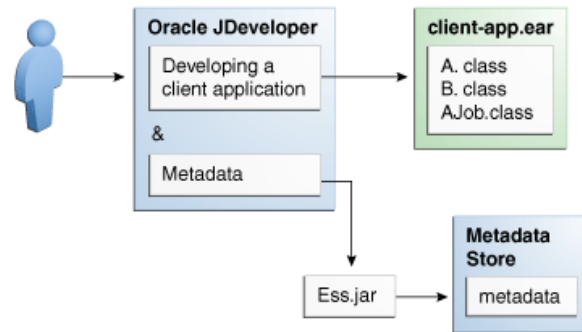 Oracle JDeveloper
Developing a
client application
&
Metadata
client-app.ear
A. class
B. class
AJob.class
Ess.jar
Metadata
Store
metadata